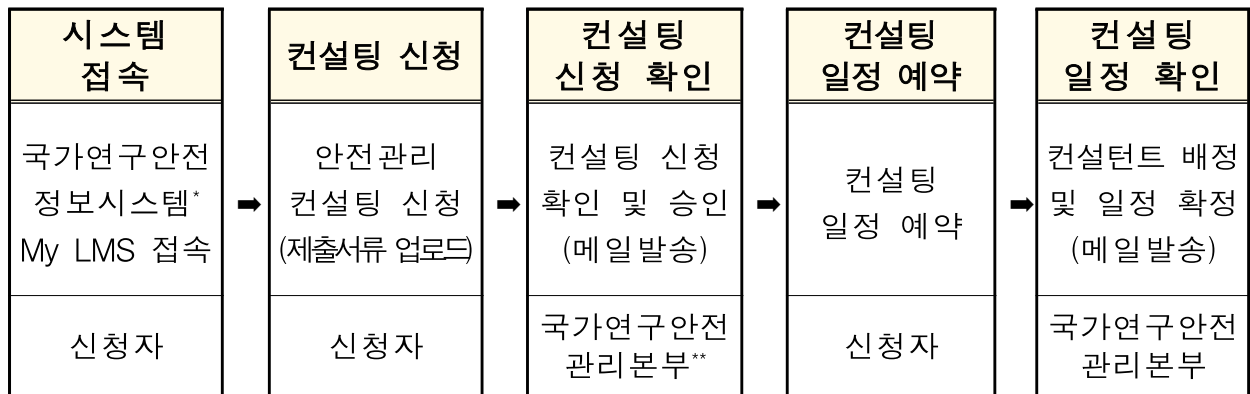 시스템
접속
국가연구안전
정보시스템*
My LMS 접속
신청자
➡
컨설팅 신청
안전관리
컨설팅 신청
(제출서류 업로드)
신청자
➡
컨설팅
신청 확인
컨설팅 신청
확인 및 승인
(메일발송)
국가연구안전
관리본부**
➡
컨설팅
일정 예약
컨설팅
일정 예약
신청자
➡
컨설팅
일정 확인
컨설턴트 배정
및 일정 확정
(메일발송)
국가연구안전
관리본부